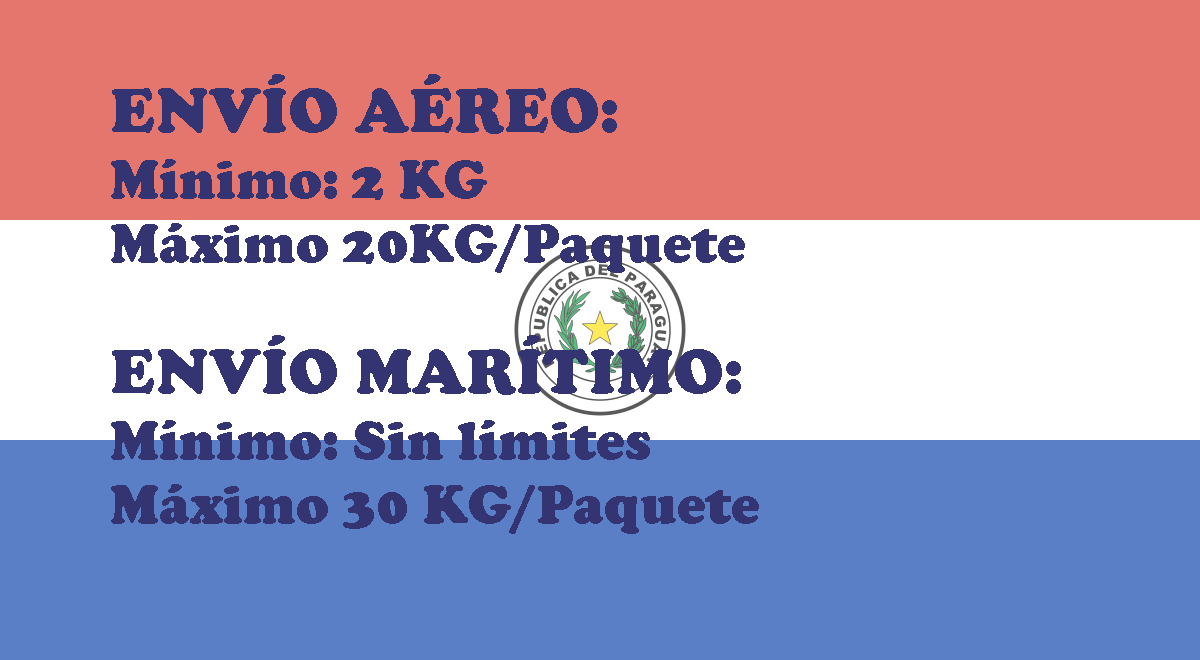 ENVÍO AÉREO:
Mínimo: 2 KG
Máximo 20KG/Paquete
REPUBLICA DEL PARAGUAY
ENVÍO MARÍTIMO:
Mínimo: Sin límites
Máximo 30 KG/Paquete